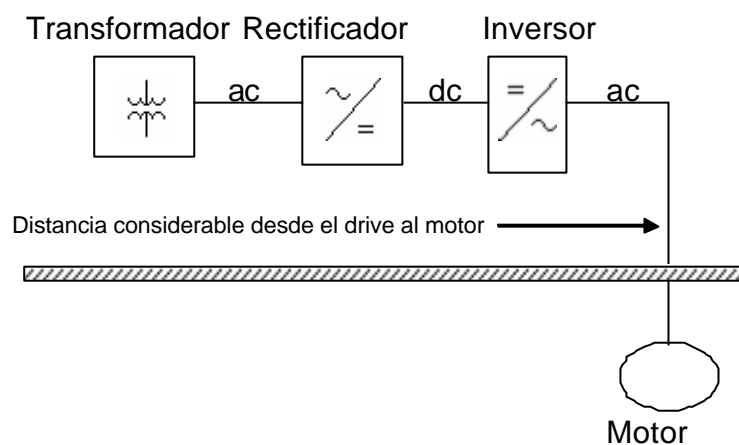 Transformador Rectificador Inversor
ac dc ac
Distancia considerable desde el drive al motor
Motor